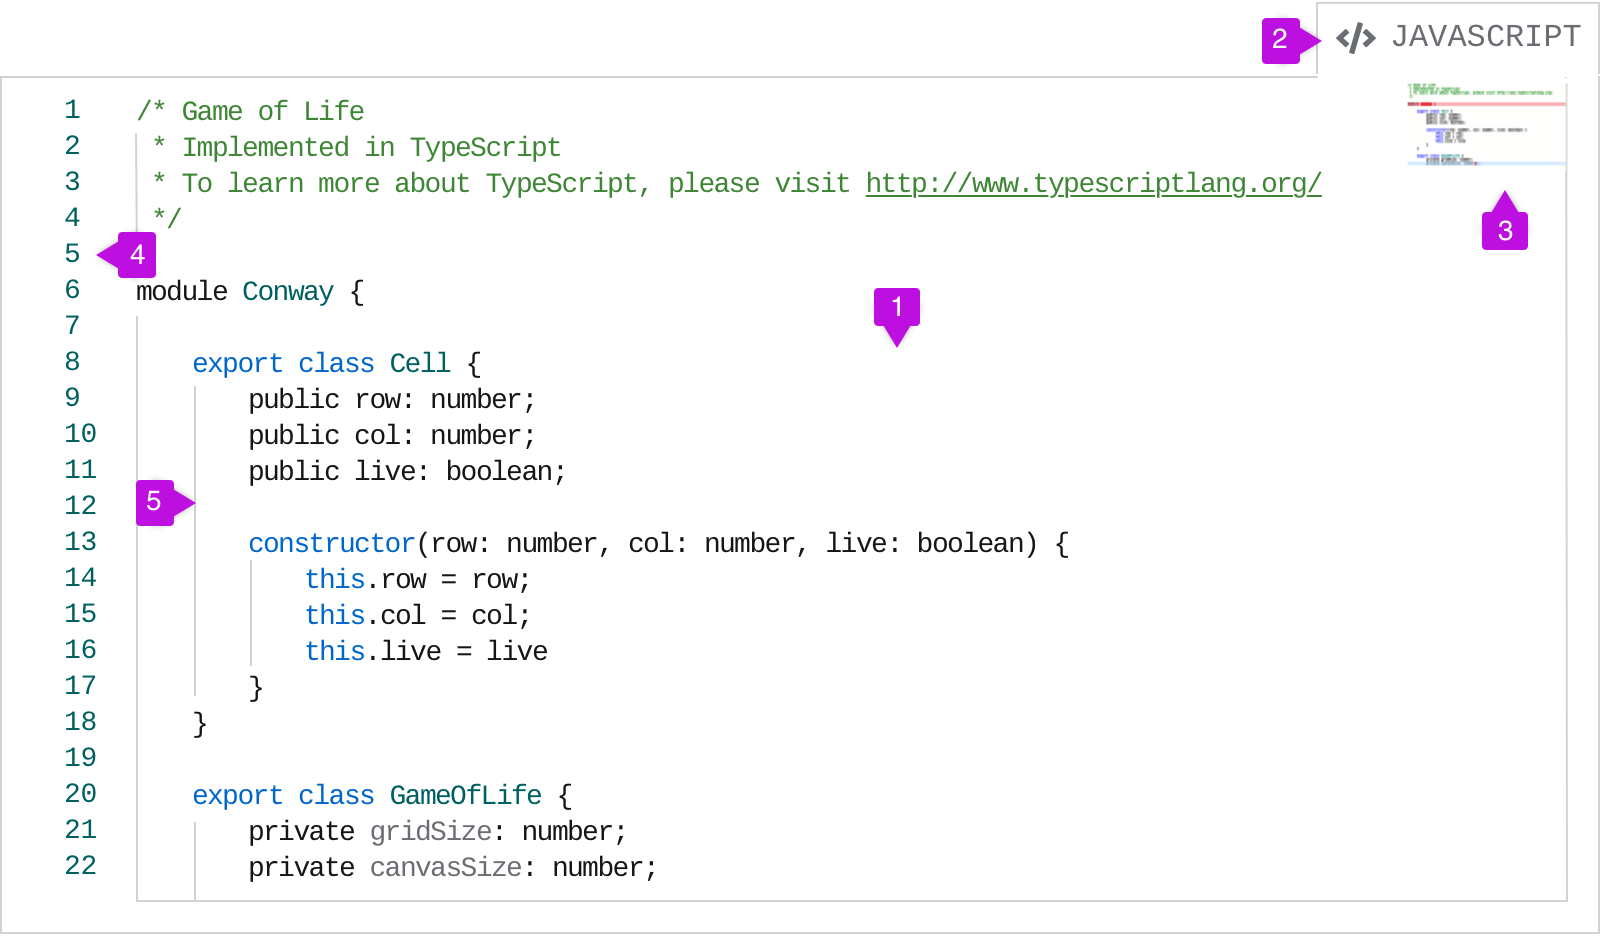 2 </> JAVASCRIPT
1 /* Game of Life
2 * Implemented in TypeScript
3 * To learn more about TypeScript, please visit http://www.typescriptlang.org/
4 */
3
5 4
6 module Conway {
1
7
8 export class Cell {
9 public row: number;
10 public col: number;
11 public live: boolean;
12 5
13 constructor(row: number, col: number, live: boolean) {
14 this.row = row;
15 this.col = col;
16 this.live = live
17 }
18 }
19
20 export class GameOfLife {
21 private gridSize: number;
22 private canvasSize: number;